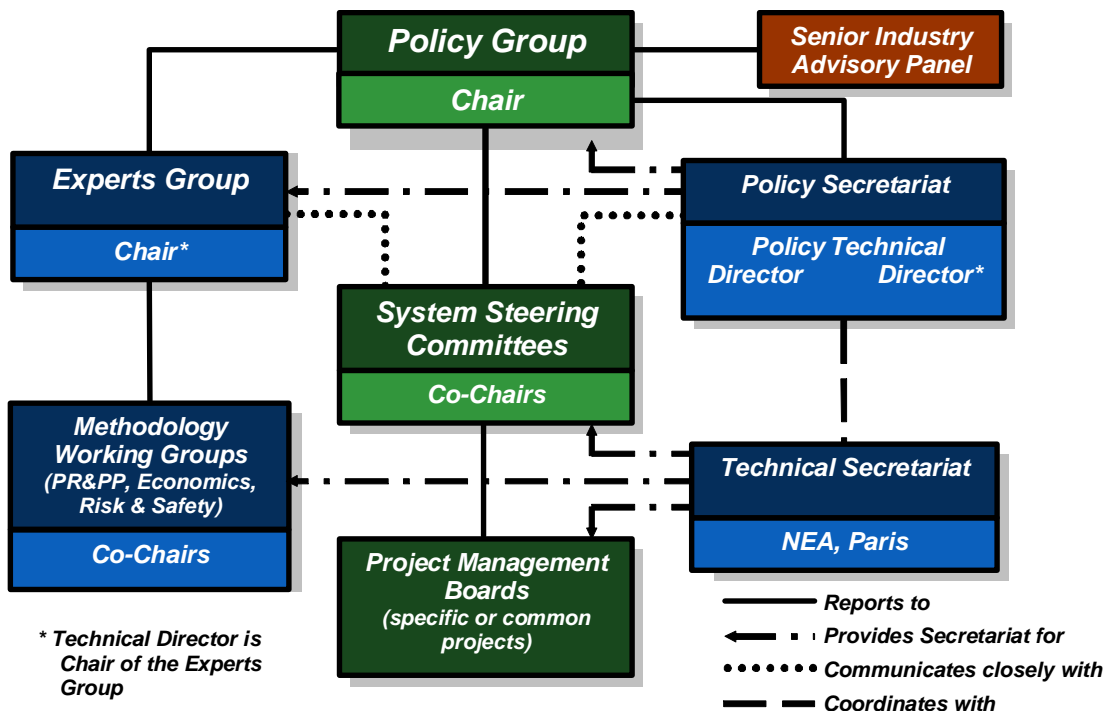 Policy Group
Chair
Senior Industry
Advisory Panel
Experts Group
Chair*
Policy Secretariat
Policy Technical
Director Director*
System Steering
Committees
Co-Chairs
Methodology
Working Groups
(PR&PP, Economics,
Risk & Safety)
Co-Chairs
Technical Secretariat
NEA, Paris
Project Management
Boards
(specific or common
projects)
* Technical Director is
Chair of the Experts
Group
Reports to
Provides Secretariat for
Communicates closely with
Coordinates with